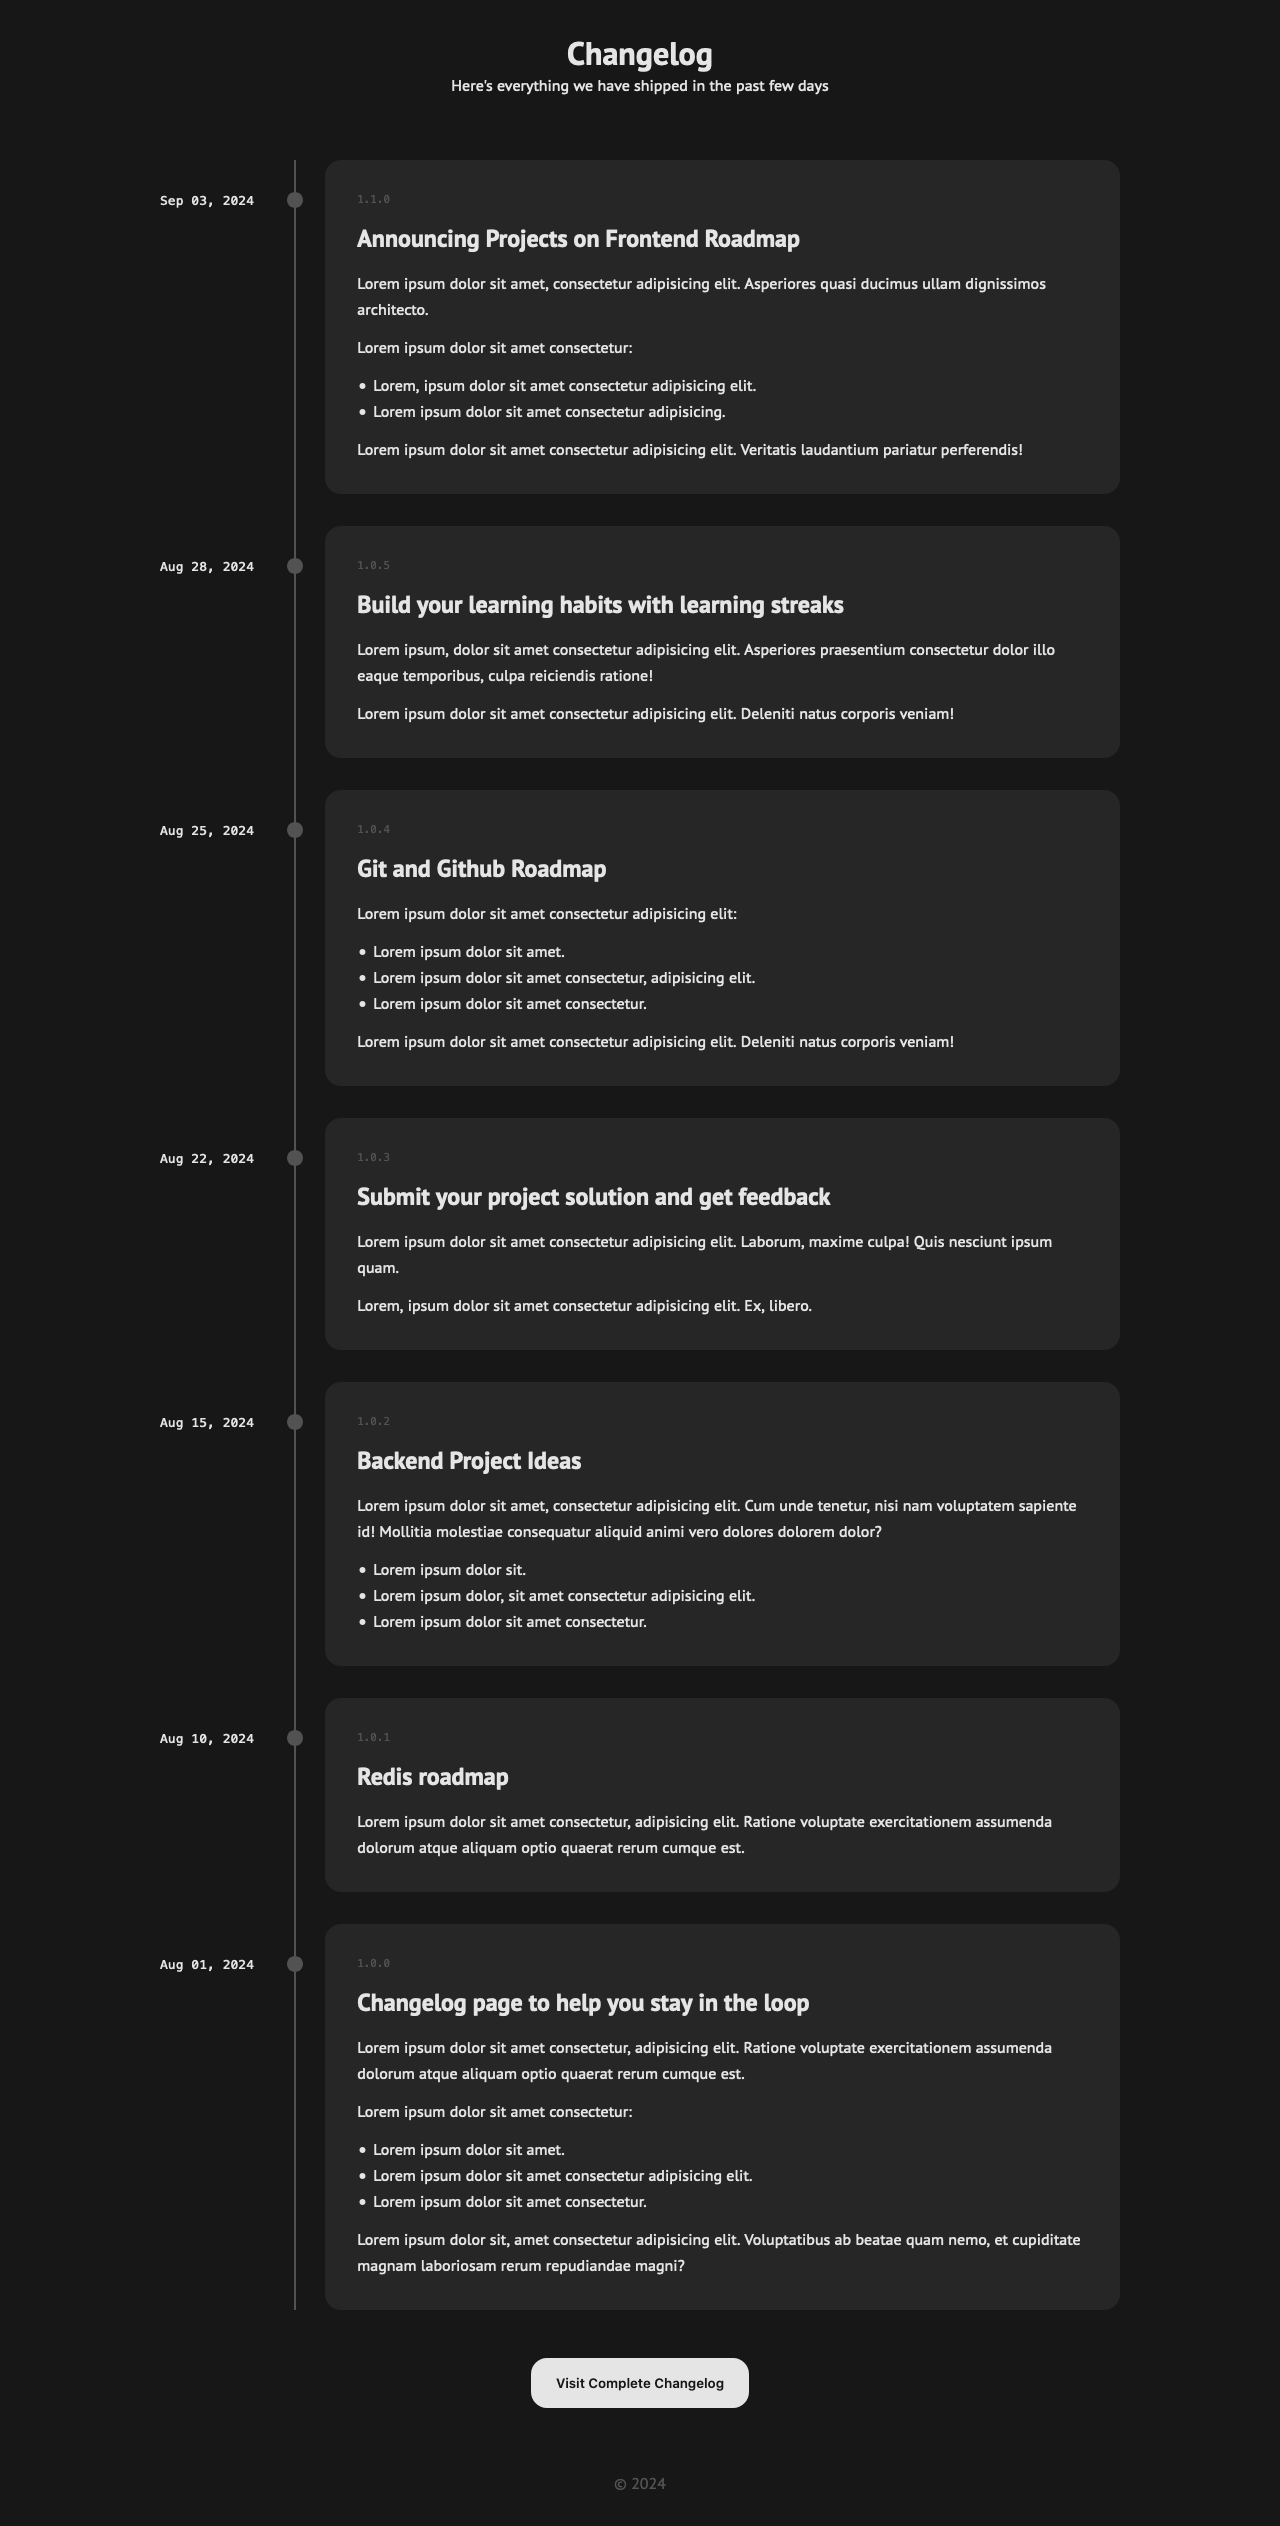 Changelog
Here's everything we have shipped in the past few days
Sep 03, 2024
1.1.0
Announcing Projects on Frontend Roadmap
Lorem ipsum dolor sit amet, consectetur adipisicing elit. Asperiores quasi ducimus ullam dignissimos
architecto.
Lorem ipsum dolor sit amet consectetur:
• Lorem, ipsum dolor sit amet consectetur adipisicing elit.
• Lorem ipsum dolor sit amet consectetur adipisicing.
Lorem ipsum dolor sit amet consectetur adipisicing elit. Veritatis laudantium pariatur perferendis!
Aug 28, 2024
1.0.5
Build your learning habits with learning streaks
Lorem ipsum, dolor sit amet consectetur adipisicing elit. Asperiores praesentium consectetur dolor illo
eaque temporibus, culpa reiciendis ratione!
Lorem ipsum dolor sit amet consectetur adipisicing elit. Deleniti natus corporis veniam!
Aug 25, 2024
1.0.4
Git and Github Roadmap
Lorem ipsum dolor sit amet consectetur adipisicing elit:
• Lorem ipsum dolor sit amet.
• Lorem ipsum dolor sit amet consectetur, adipisicing elit.
• Lorem ipsum dolor sit amet consectetur.
Lorem ipsum dolor sit amet consectetur adipisicing elit. Deleniti natus corporis veniam!
Aug 22, 2024
1.0.3
Submit your project solution and get feedback
Lorem ipsum dolor sit amet consectetur adipisicing elit. Laborum, maxime culpa! Quis nesciunt ipsum
quam.
Lorem, ipsum dolor sit amet consectetur adipisicing elit. Ex, libero.
Aug 15, 2024
1.0.2
Backend Project Ideas
Lorem ipsum dolor sit amet, consectetur adipisicing elit. Cum unde tenetur, nisi nam voluptatem sapiente
id! Mollitia molestiae consequatur aliquid animi vero dolores dolorem dolor?
• Lorem ipsum dolor sit.
• Lorem ipsum dolor, sit amet consectetur adipisicing elit.
• Lorem ipsum dolor sit amet consectetur.
Aug 10, 2024
1.0.1
Redis roadmap
Lorem ipsum dolor sit amet consectetur, adipisicing elit. Ratione voluptate exercitationem assumenda
dolorum atque aliquam optio quaerat rerum cumque est.
Aug 01, 2024
1.0.0
Changelog page to help you stay in the loop
Lorem ipsum dolor sit amet consectetur, adipisicing elit. Ratione voluptate exercitationem assumenda
dolorum atque aliquam optio quaerat rerum cumque est.
Lorem ipsum dolor sit amet consectetur:
• Lorem ipsum dolor sit amet.
• Lorem ipsum dolor sit amet consectetur adipisicing elit.
• Lorem ipsum dolor sit amet consectetur.
Lorem ipsum dolor sit, amet consectetur adipisicing elit. Voluptatibus ab beatae quam nemo, et cupiditate
magnam laboriosam rerum repudiandae magni?
Visit Complete Changelog
© 2024